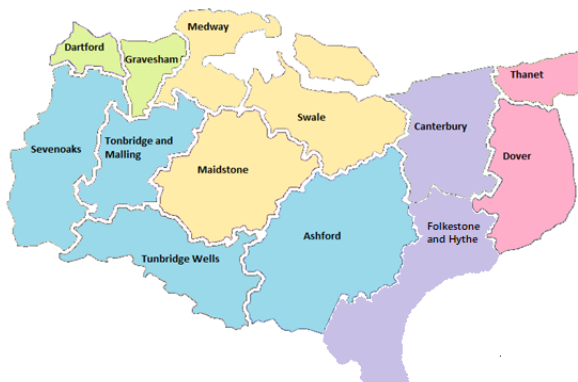 Medway
Dartford
Gravesham
Thanet
Swale
Canterbury
Sevenoaks
Tonbridge and
Malling
Maidstone
Dover
Folkestone
and Hythe
Ashford
Tunbridge Wells